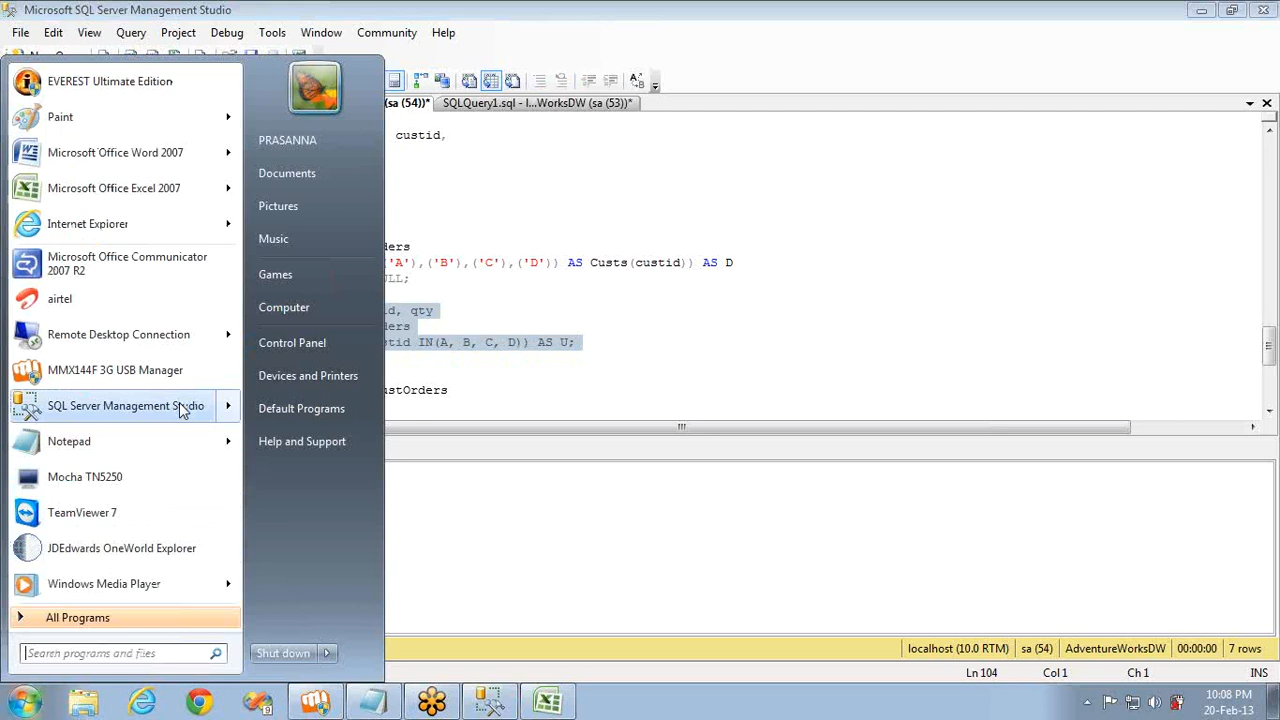 Microsoft SQL Server Management Studio
File Edit View Query Project Debug Tools Window Community Help
(sa (54))* SQLQuery1.sql - l...WorksDW (sa (53))*
custid,
ders
('A'),('B'),('C'),('D')) AS Custs(custid)) AS D
ULL;
id, qty
ders
stid IN(A, B, C, D)) AS U;
ustOrders
EVEREST Ultimate Edition
Paint
Microsoft Office Word 2007
Microsoft Office Excel 2007
Internet Explorer
Microsoft Office Communicator
2007 R2
airtel
Remote Desktop Connection
MMX144F 3G USB Manager
SQL Server Management Studio
Notepad
Mocha TN5250
TeamViewer 7
JDEdwards OneWorld Explorer
Windows Media Player
All Programs
Search programs and files
PRASANNA
Documents
Pictures
Music
Games
Computer
Control Panel
Devices and Printers
Default Programs
Help and Support
Shut down
localhost (10.0 RTM) sa (54) AdventureWorksDW 00:00:00 7 rows
Ln 104 Col 1 Ch 1 INS
10:08 PM
20-Feb-13